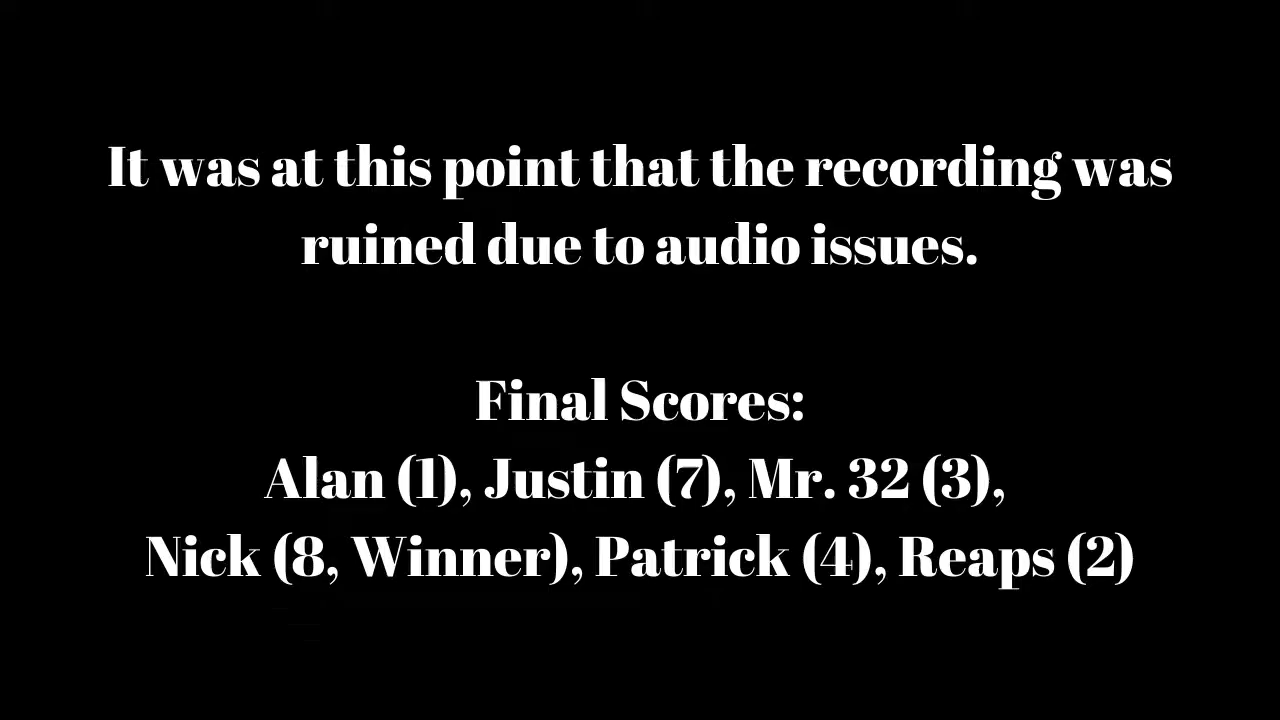 It was at this point that the recording was
ruined due to audio issues.
Final Scores:
Alan (1), Justin (7), Mr. 32 (3),
Nick (8, Winner), Patrick (4), Reaps (2)